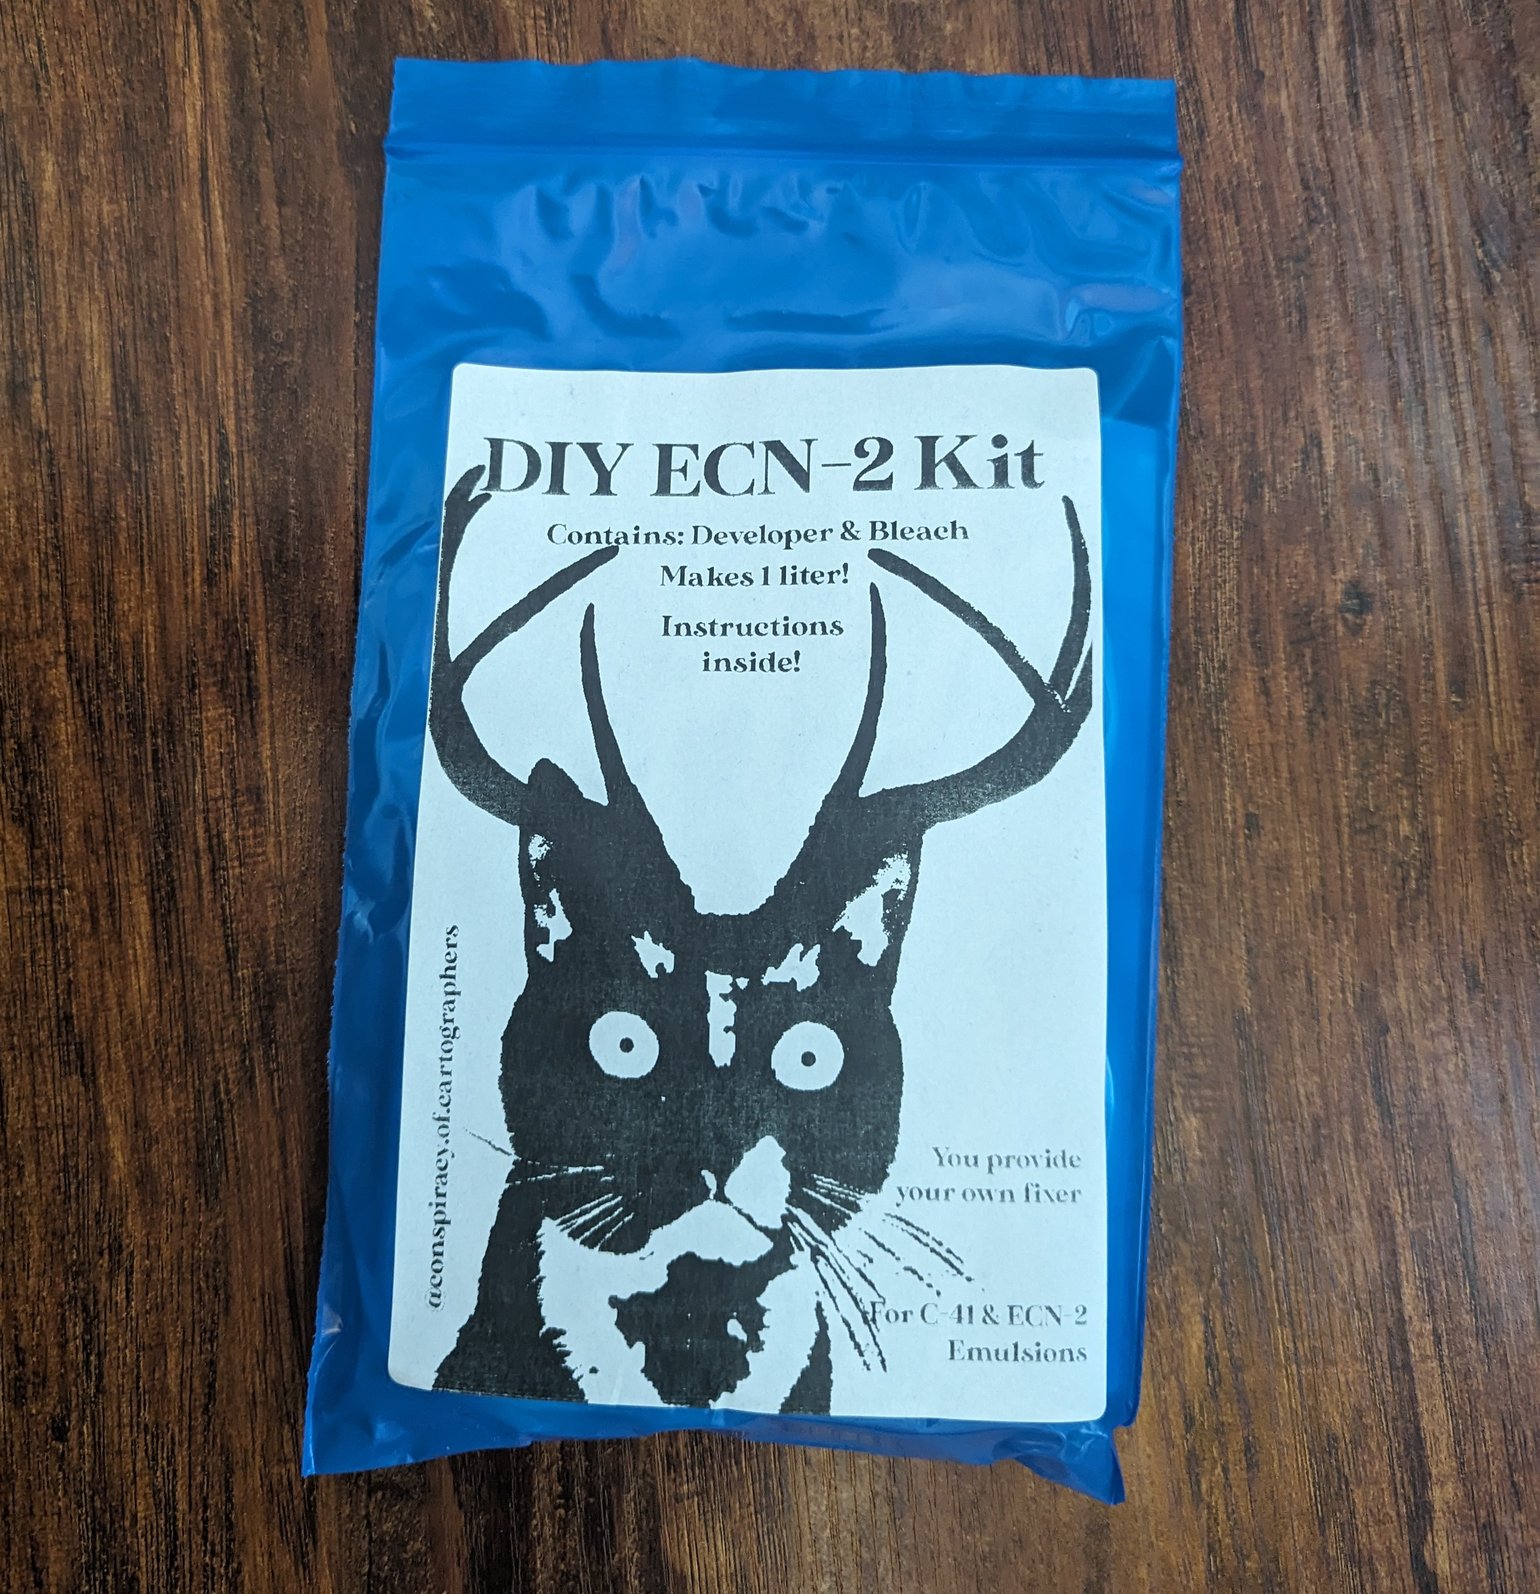 DIY ECN-2 Kit
Contains: Developer & Bleach
Makes 1 liter!
Instructions
inside!
@conspiracy.of.cartographers
You provide
your own fixer
For C-41 & ECN-2
Emulsions